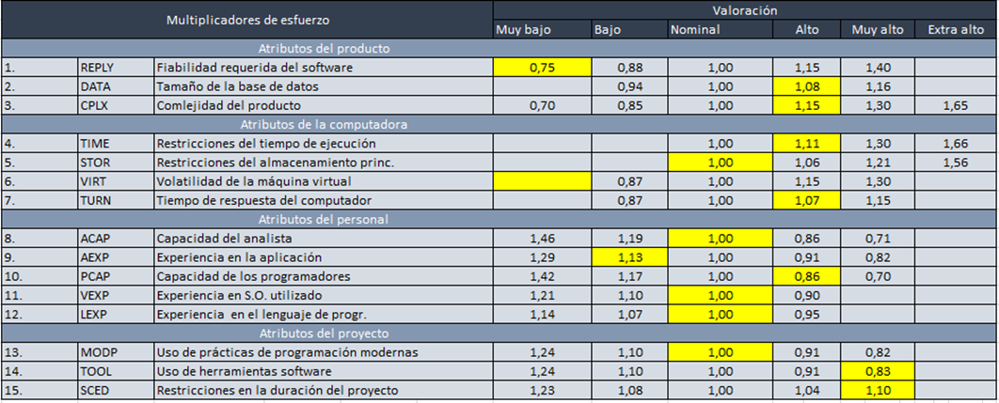 Multiplicadores de esfuerzo Valoración
Muy bajo Bajo Nominal Alto Muy alto Extra alto
Atributos del producto
1. REPLY Fiabilidad requerida del software 0,75 0,88 1,00 1,15 1,40
2. DATA Tamaño de la base de datos 0,94 1,00 1,08 1,16
3. CPLX Comlejidad del producto 0,70 0,85 1,00 1,15 1,30 1,65
Atributos de la computadora
4. TIME Restricciones del tiempo de ejecución 1,00 1,11 1,30 1,66
5. STOR Restricciones del almacenamiento princ. 1,00 1,06 1,21 1,56
6. VIRT Volatilidad de la máquina virtual 0,87 1,00 1,15 1,30
7. TURN Tiempo de respuesta del computador 0,87 1,00 1,07 1,15
Atributos del personal
8. ACAP Capacidad del analista 1,46 1,19 1,00 0,86 0,71
9. AEXP Experiencia en la aplicación 1,29 1,13 1,00 0,91 0,82
10. PCAP Capacidad de los programadores 1,42 1,17 1,00 0,86 0,70
11. VEXP Experiencia en S.O. utilizado 1,21 1,10 1,00 0,90
12. LEXP Experiencia en el lenguaje de progr. 1,14 1,07 1,00 0,95
Atributos del proyecto
13. MODP Uso de prácticas de programación modernas 1,24 1,10 1,00 0,91 0,82
14. TOOL Uso de herramientas software 1,24 1,10 1,00 0,91 0,83
15. SCED Restricciones en la duración del proyecto 1,23 1,08 1,00 1,04 1,10